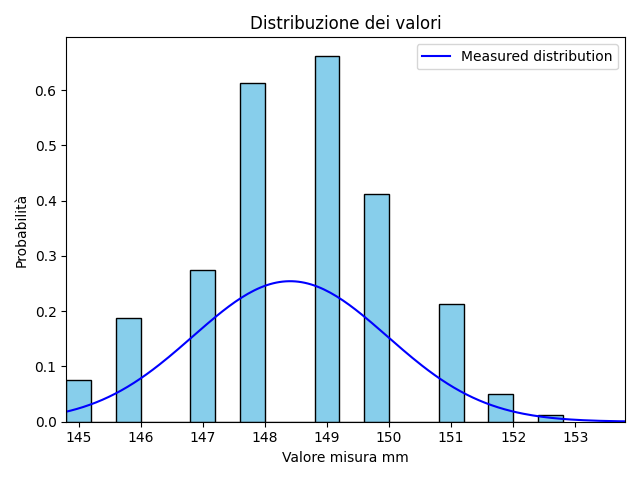 Distribuzione dei valori
Measured distribution
Probabilità
0.6
0.5
0.4
0.3
0.2
0.1
0.0
145 146 147 148 149 150 151 152 153
Valore misura mm